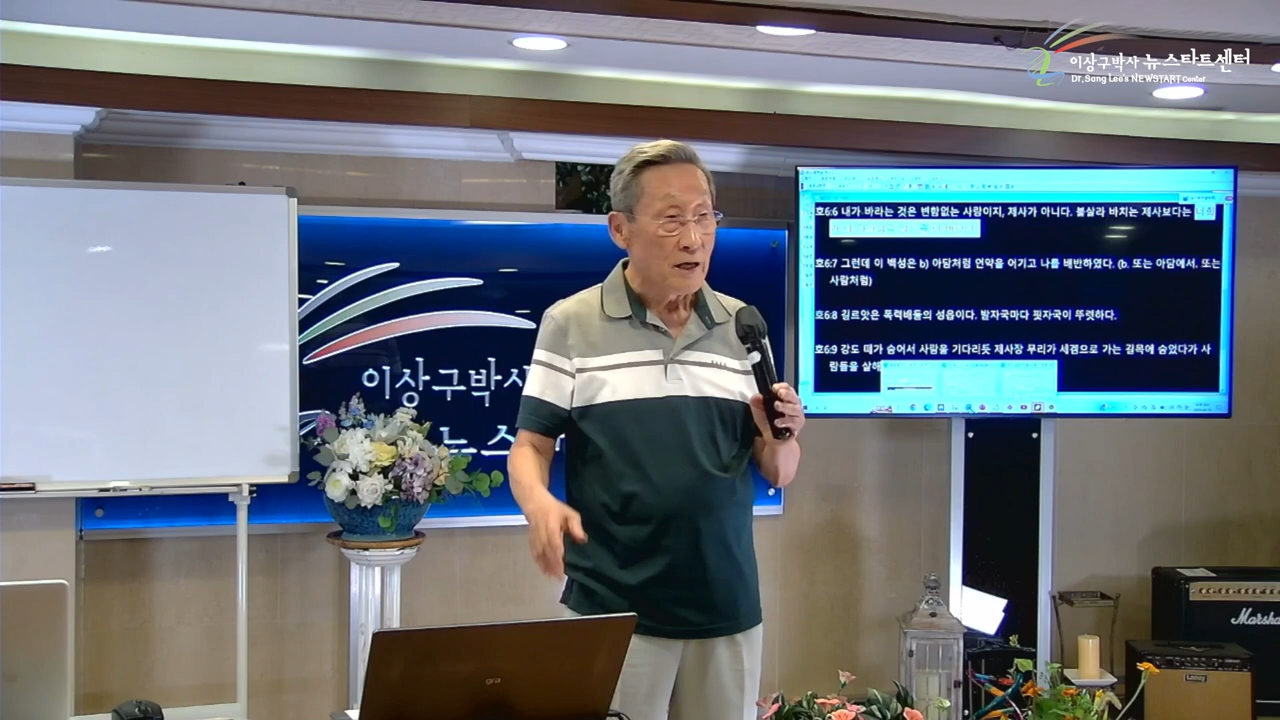 이상구박사 뉴스타트센터
Dr. Sang Lee's NEWSTART Center
호6:6 내가 바라는 것은 변함없는 사랑이지, 제사가 아니다. 불살라 바치는 제사보다는
호6:7 그런데 이 백성은 b) 아담처럼 언약을 어기고 나를 배반하였다. (b. 또는 아담에서, 또는
사람처럼)
호6:8 길르앗은 폭력배들의 성읍이다. 발자국마다 핏자국이 뚜렷하다.
호6:9 강도 떼가 숨어서 사람을 기다리듯 제사장 무리가 세겜으로 가는 길목에 숨었다가 사
람들을 살해
이상구박사
뉴스
gra
Marsha
Laney